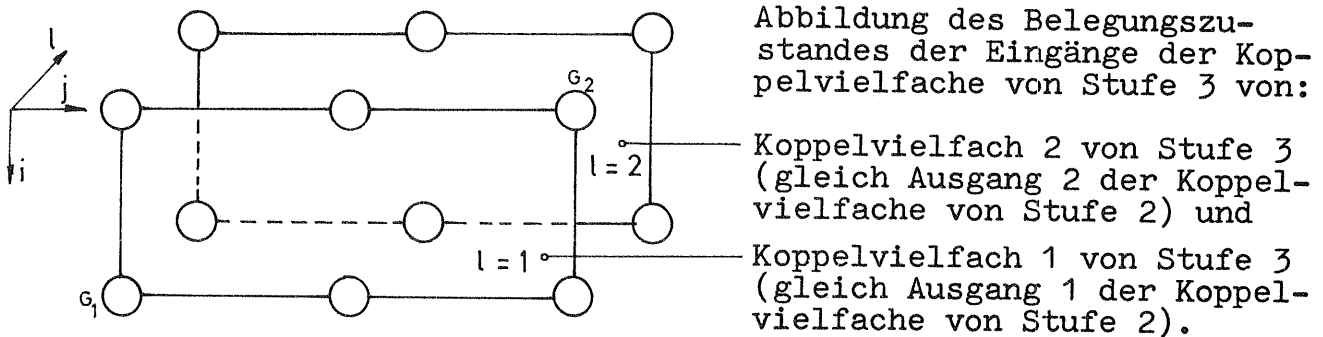 l
j
i
G2
l = 2
l = 1
G1
Abbildung des Belegungszu-
standes der Eingänge der Kop-
pelvielfache von Stufe 3 von:
Koppelvielfach 2 von Stufe 3
(gleich Ausgang 2 der Koppel-
vielfache von Stufe 2) und
Koppelvielfach 1 von Stufe 3
(gleich Ausgang 1 der Koppel-
vielfache von Stufe 2).